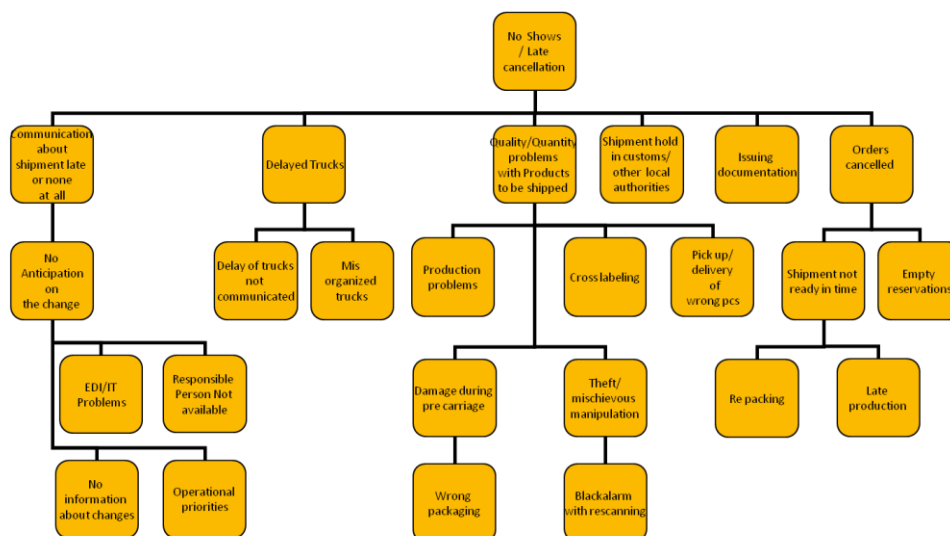 No Shows
/ Late
cancellation
Communication
about
shipment late
or none
at all
Delayed Trucks
Quality/Quantity
problems
with Products
to be shipped
Shipment hold
in customs/
other local
authorities
Issuing
documentation
Orders
cancelled
No
Anticipation
on
the change
Delay of trucks
not
communicated
Mis
organized
trucks
Production
problems
Cross labeling
Pick up/
delivery
of
wrong pcs
Shipment not
ready in time
Empty
reservations
EDI/IT
Problems
Responsible
Person Not
available
Damage during
pre carriage
Theft/
mischievous
manipulation
Re packing
Late
production
No
information
about changes
Operational
priorities
Wrong
packaging
Blackalarm
with rescanning